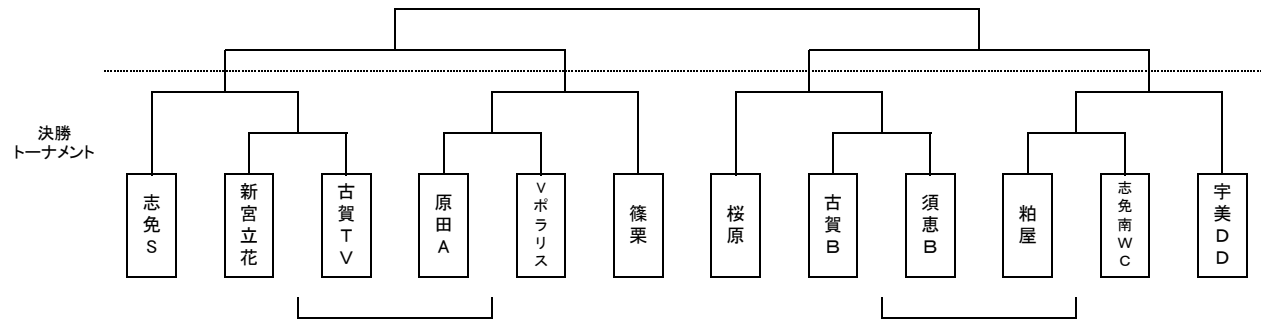 決勝
トーナメント
志免S
新宮立花
古賀TV
原田A
Vポラリス
篠栗
桜原
古賀B
須恵B
粕屋
志免南WC
宇美DD